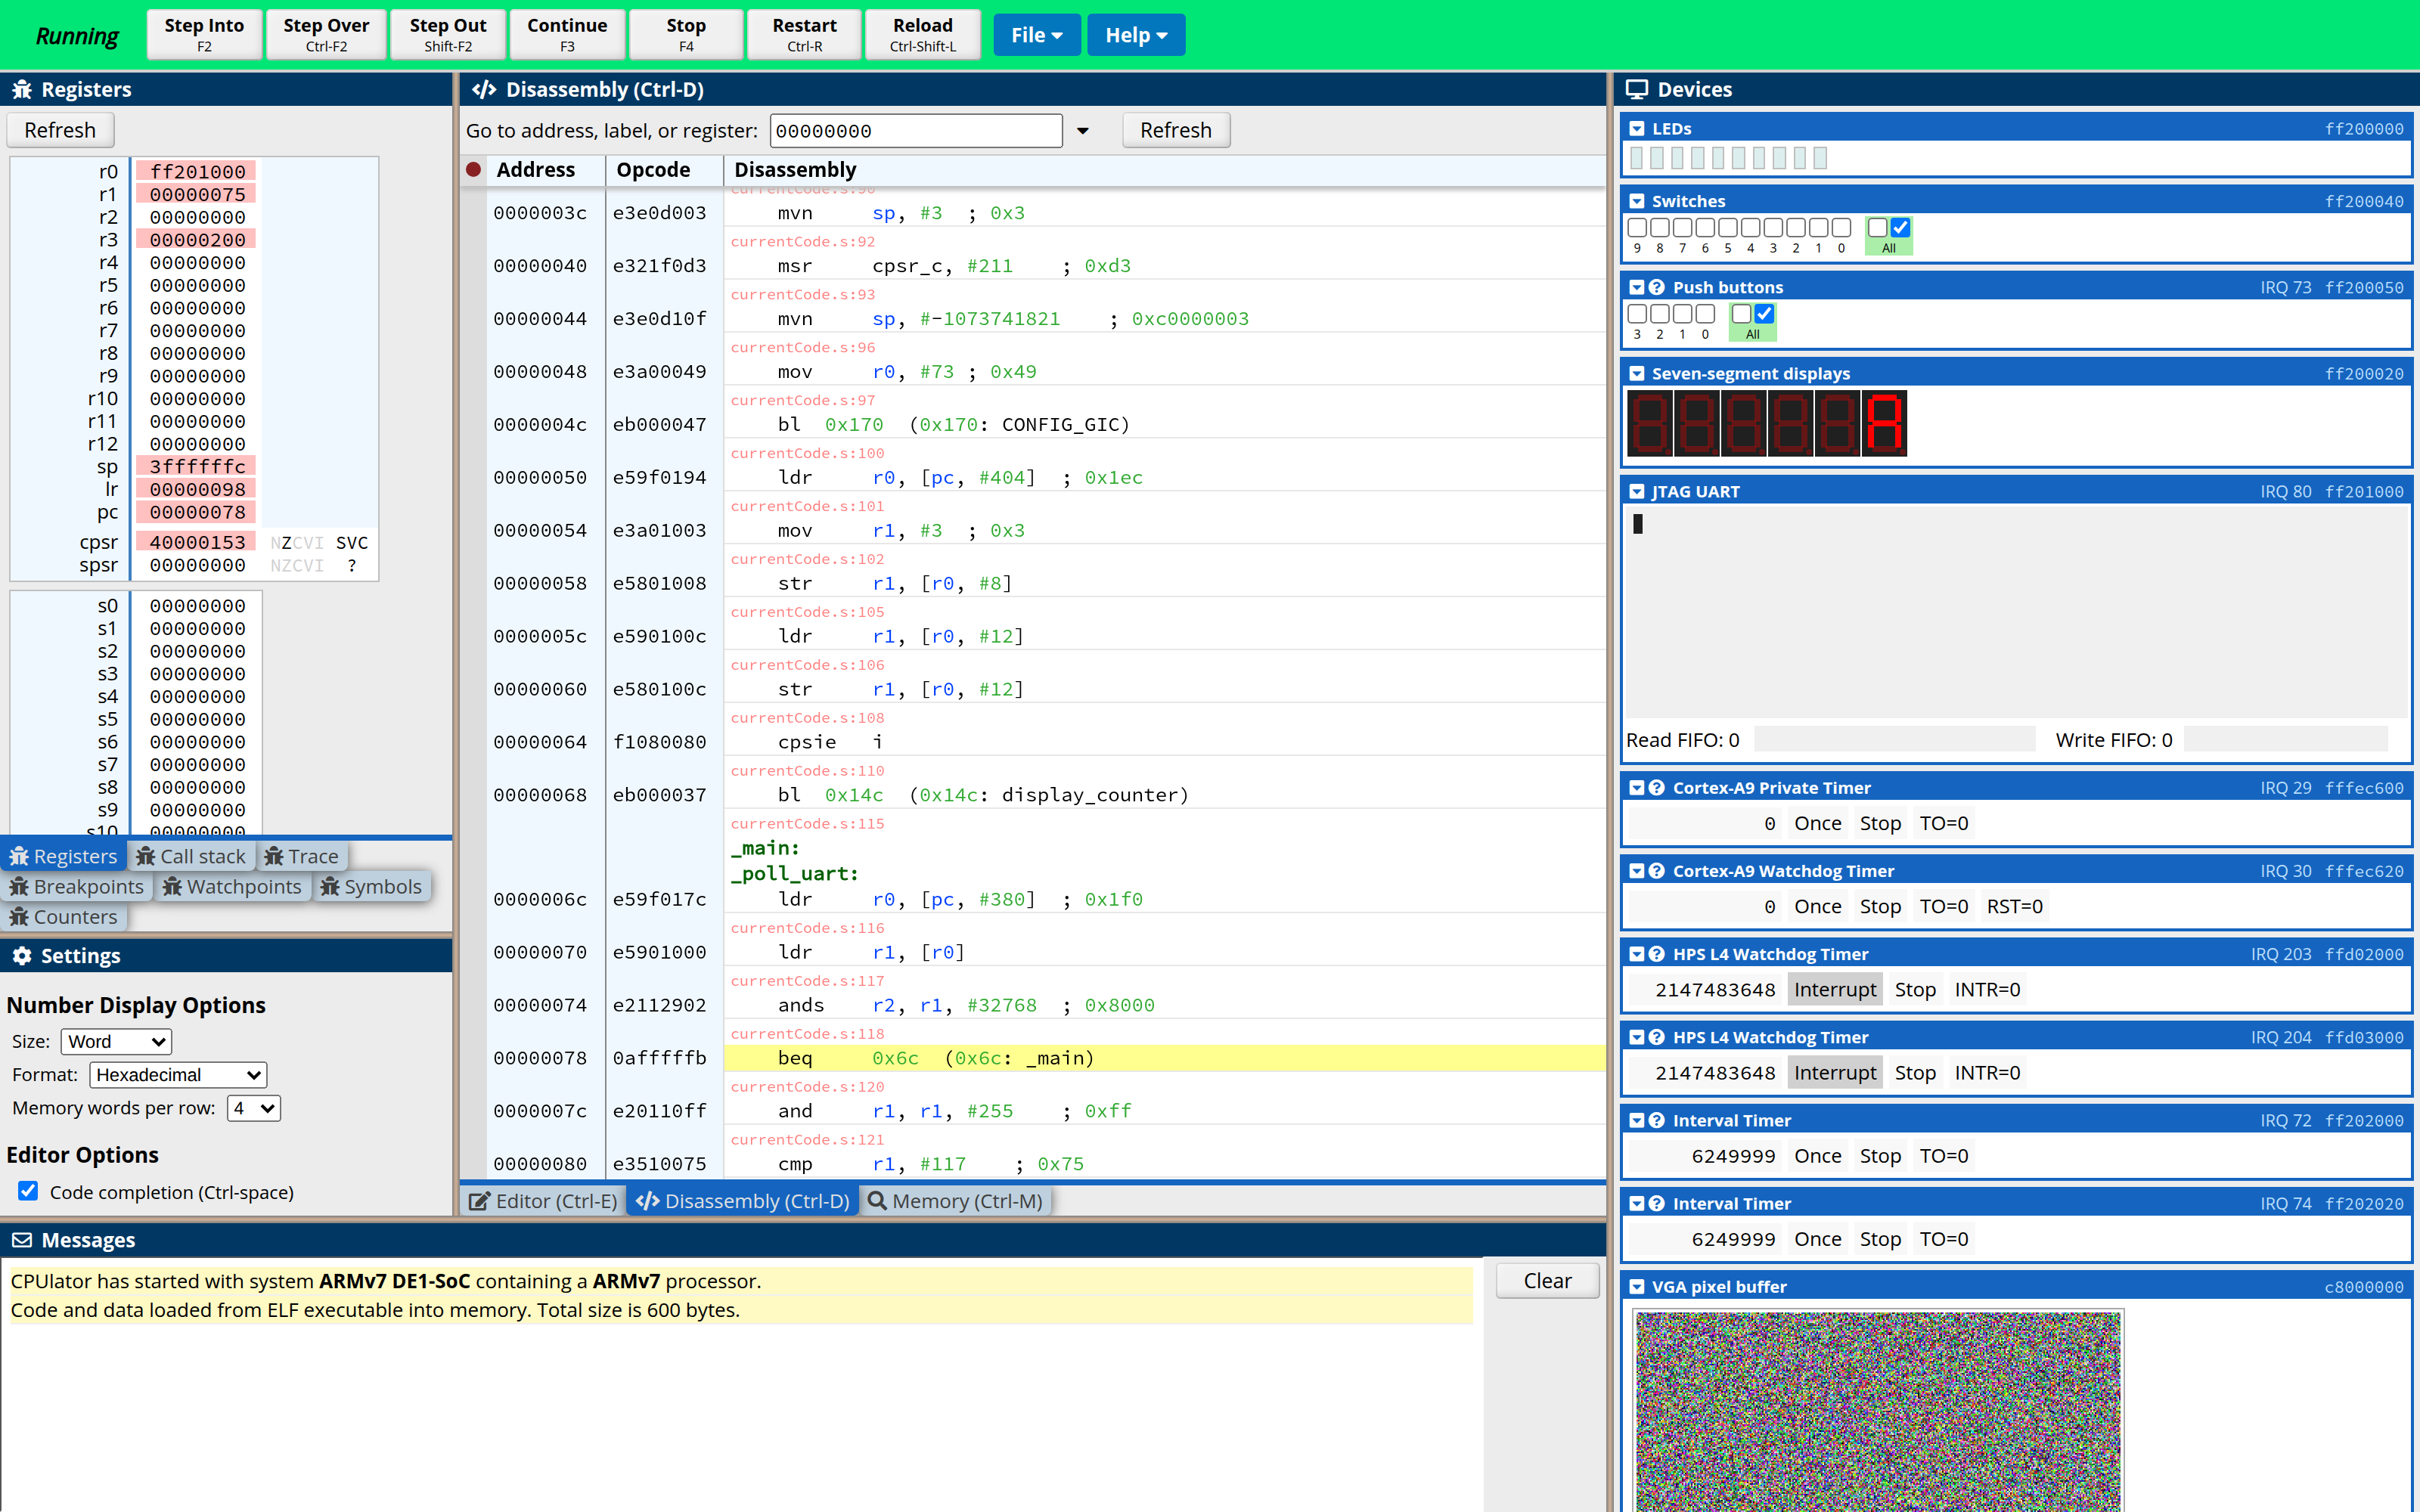 Running
Step Into F2
Step Over Ctrl-F2
Step Out Shift-F2
Continue F3
Stop F4
Restart Ctrl-R
Reload Ctrl-Shift-L
File
Help
Registers
Refresh
r0 ff201000
r1 00000075
r2 00000000
r3 00000200
r4 00000000
r5 00000000
r6 00000000
r7 00000000
r8 00000000
r9 00000000
r10 00000000
r11 00000000
r12 00000000
sp 3ffffffc
lr 00000098
pc 00000078
cpsr 40000153 NZCVI SVC
spsr 00000000 NZCVI ?
s0 00000000
s1 00000000
s2 00000000
s3 00000000
s4 00000000
s5 00000000
s6 00000000
s7 00000000
s8 00000000
s9 00000000
s10 00000000
Registers Call stack Trace
Breakpoints Watchpoints Symbols
Counters
Settings
Number Display Options
Size: Word
Format: Hexadecimal
Memory words per row: 4
Editor Options
Code completion (Ctrl-space)
Disassembly (Ctrl-D)
Go to address, label, or register: 00000000 Refresh
Address Opcode Disassembly
currentCode.s:90
0000003c e3e0d003 mvn sp, #3 ; 0x3
currentCode.s:92
00000040 e321f0d3 msr cpsr_c, #211 ; 0xd3
currentCode.s:93
00000044 e3e0d10f mvn sp, #-1073741821 ; 0xc0000003
currentCode.s:96
00000048 e3a00049 mov r0, #73 ; 0x49
currentCode.s:97
0000004c eb000047 bl 0x170 (0x170: CONFIG_GIC)
currentCode.s:100
00000050 e59f0194 ldr r0, [pc, #404] ; 0x1ec
currentCode.s:101
00000054 e3a01003 mov r1, #3 ; 0x3
currentCode.s:102
00000058 e5801008 str r1, [r0, #8]
currentCode.s:105
0000005c e590100c ldr r1, [r0, #12]
currentCode.s:106
00000060 e580100c str r1, [r0, #12]
currentCode.s:108
00000064 f1080080 cpsie i
currentCode.s:110
00000068 eb000037 bl 0x14c (0x14c: display_counter)
currentCode.s:115
_main:
_poll_uart:
0000006c e59f017c ldr r0, [pc, #380] ; 0x1f0
currentCode.s:116
00000070 e5901000 ldr r1, [r0]
currentCode.s:117
00000074 e2112902 ands r2, r1, #32768 ; 0x8000
currentCode.s:118
00000078 0afffffb beq 0x6c (0x6c: _main)
currentCode.s:120
0000007c e20110ff and r1, r1, #255 ; 0xff
currentCode.s:121
00000080 e3510075 cmp r1, #117 ; 0x75
Editor (Ctrl-E) Disassembly (Ctrl-D) Memory (Ctrl-M)
Messages
CPUlator has started with system ARMv7 DE1-SoC containing a ARMv7 processor.
Code and data loaded from ELF executable into memory. Total size is 600 bytes.
Clear
Devices
LEDs ff200000
Switches ff200040
9 8 7 6 5 4 3 2 1 0 All
Push buttons IRQ 73 ff200050
3 2 1 0 All
Seven-segment displays ff200020
A
JTAG UART IRQ 80 ff201000
Read FIFO: 0 Write FIFO: 0
Cortex-A9 Private Timer IRQ 29 fffec600
0 Once Stop TO=0
Cortex-A9 Watchdog Timer IRQ 30 fffec620
0 Once Stop TO=0 RST=0
HPS L4 Watchdog Timer IRQ 203 ffd02000
2147483648 Interrupt Stop INTR=0
HPS L4 Watchdog Timer IRQ 204 ffd03000
2147483648 Interrupt Stop INTR=0
Interval Timer IRQ 72 ff202000
6249999 Once Stop TO=0
Interval Timer IRQ 74 ff202020
6249999 Once Stop TO=0
VGA pixel buffer c8000000